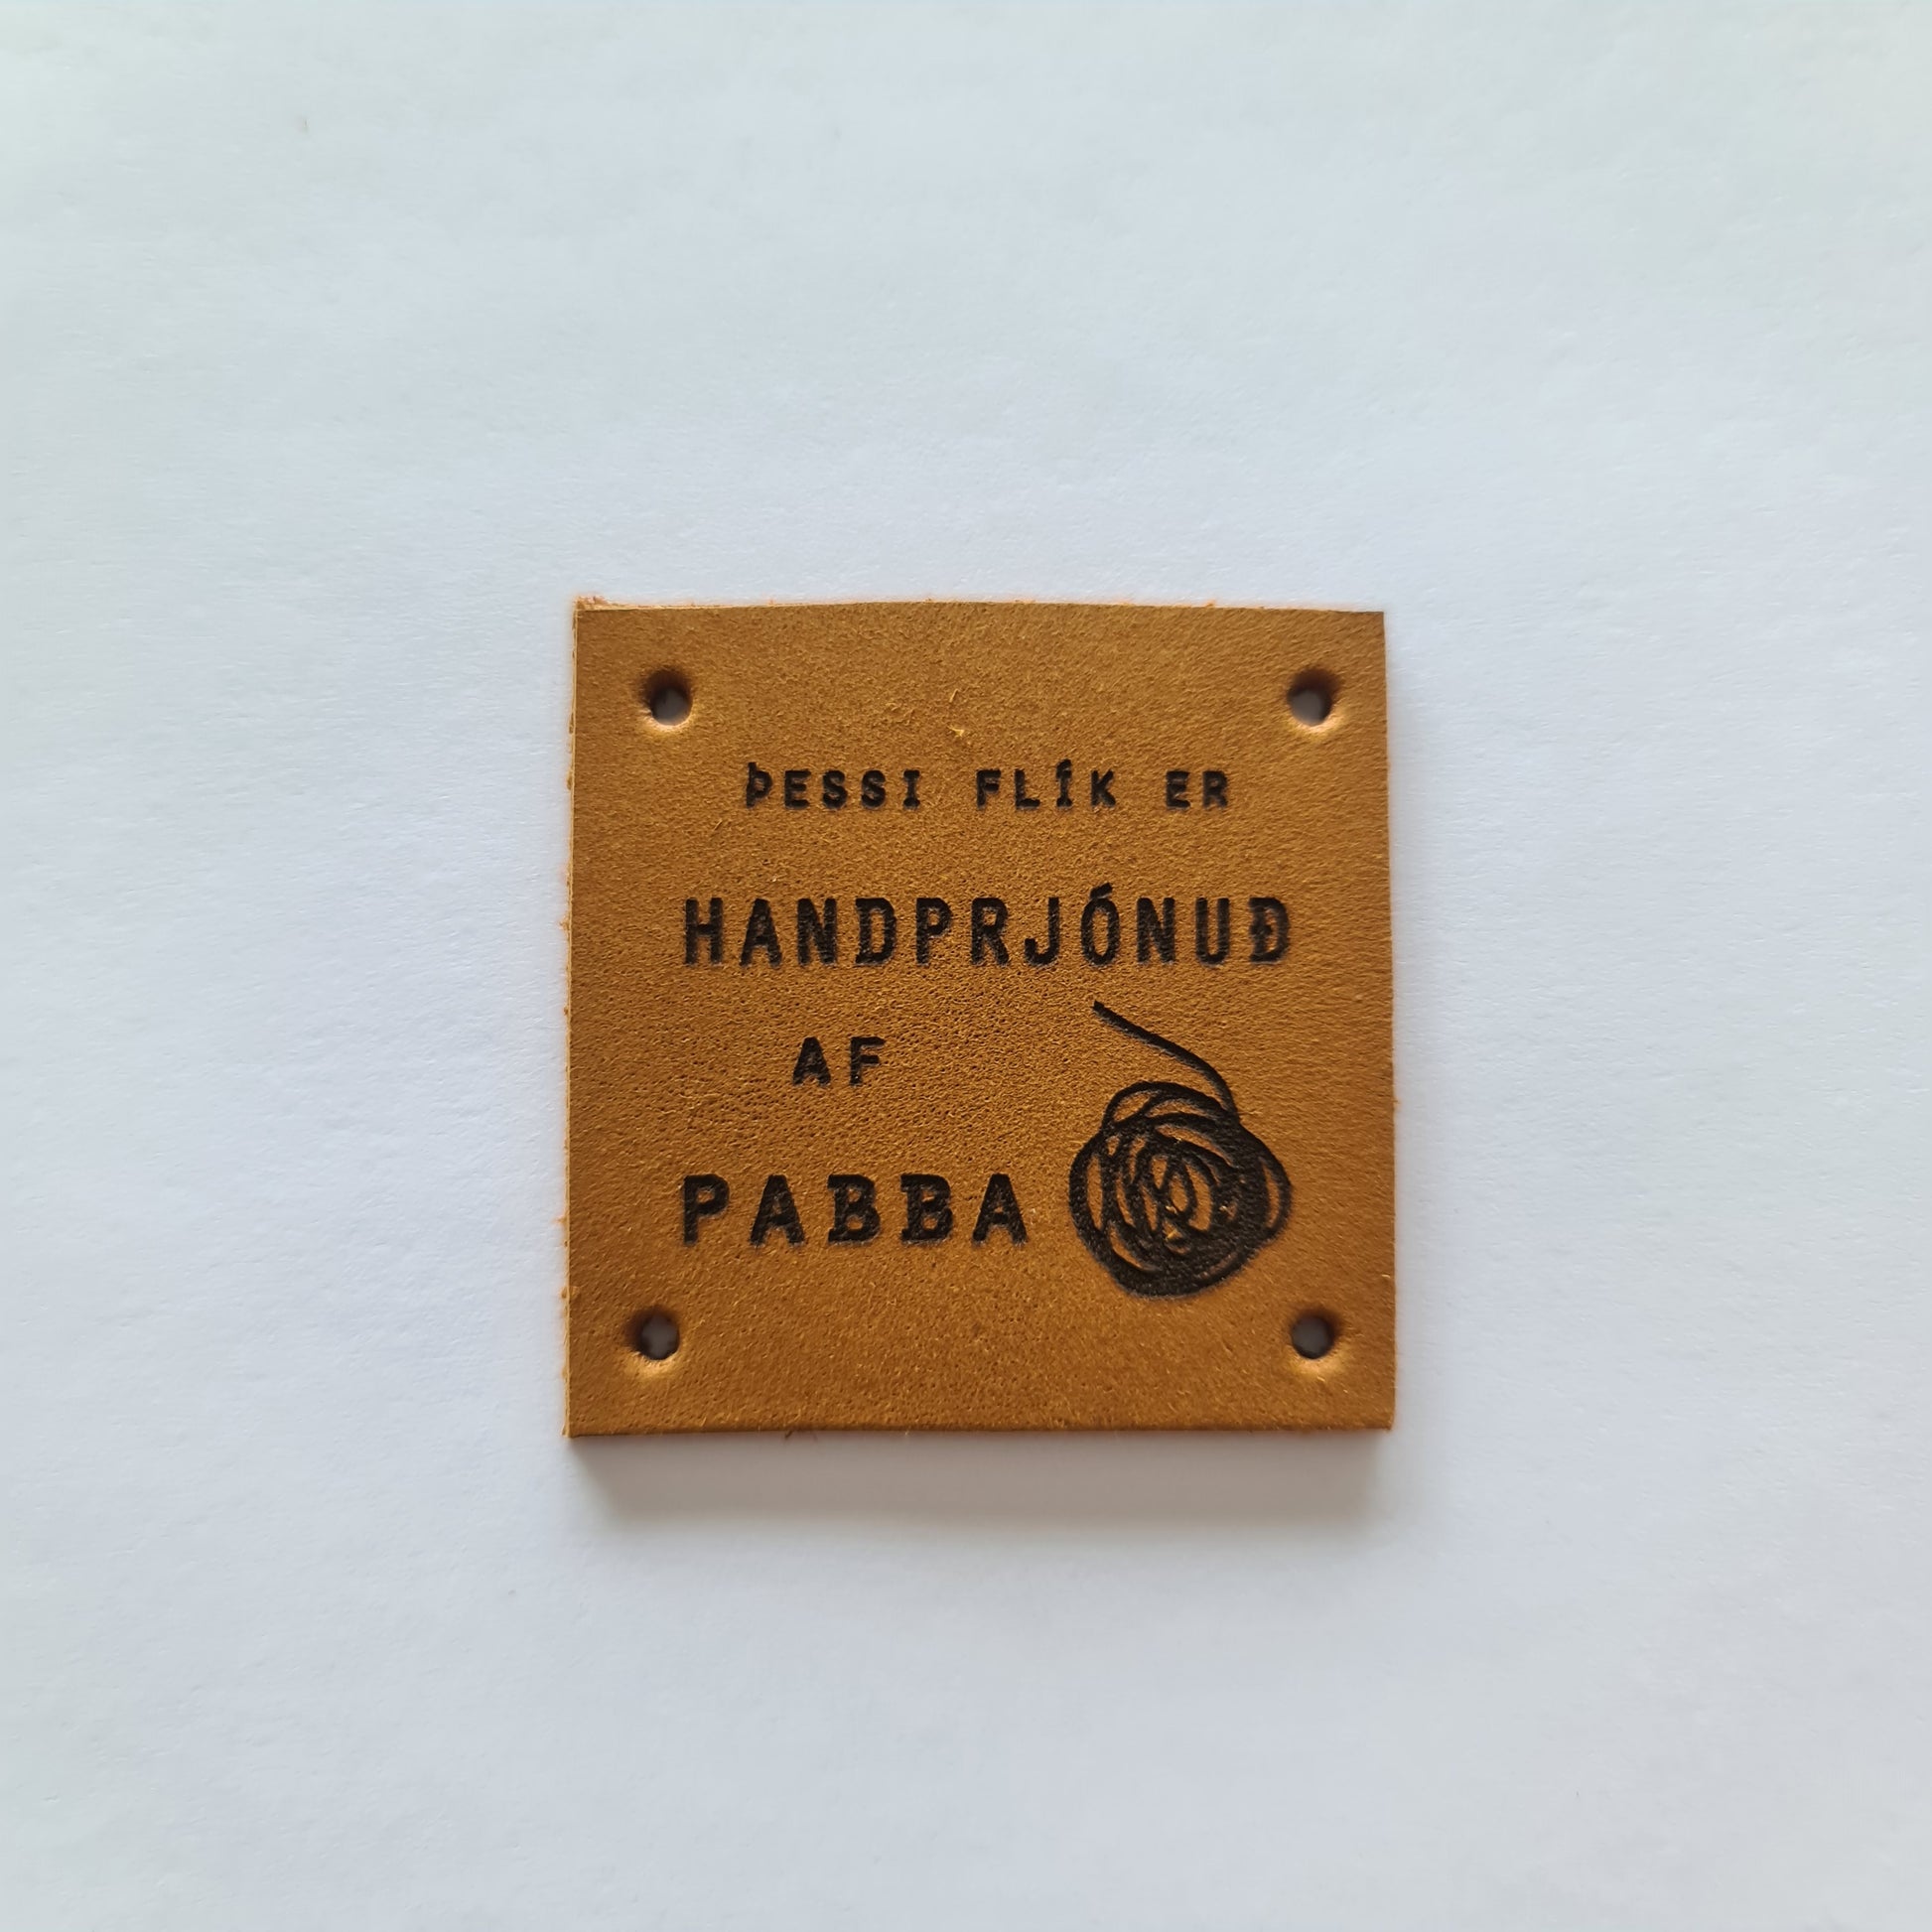 ÞESSI FLÍK ER
HANDPRJÓNUÐ
AF
PABBA